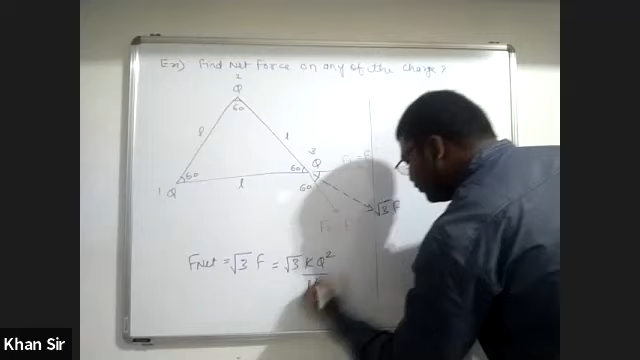 Ex) Find Net Force on any of the charge?
2
Q
60
l
l
3
Q
60
60
1 Q
60
l
√3 F
F
FNet = √3 F = √3 KQ²
Khan Sir